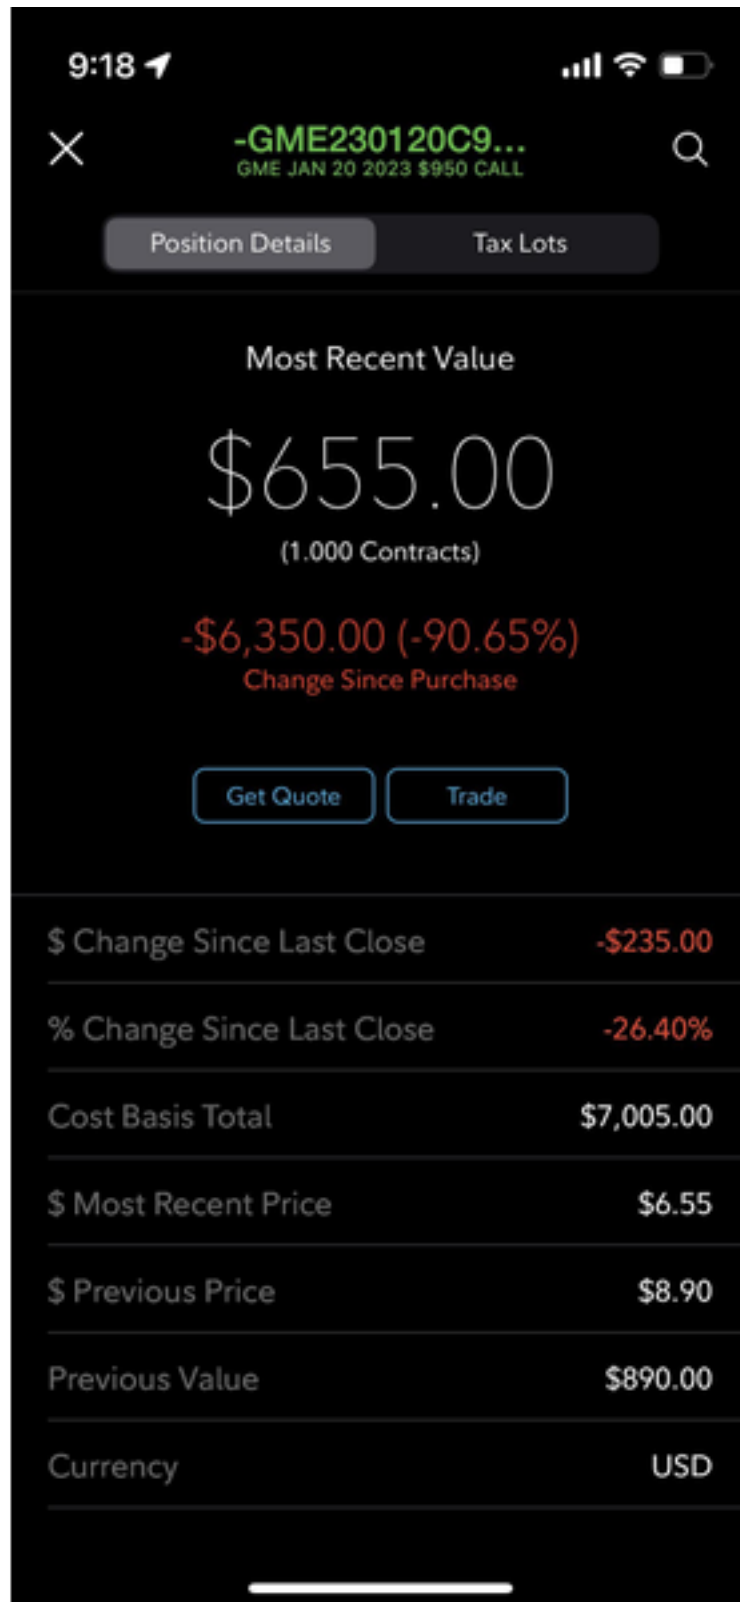 9:18
-GME230120C9...
GME JAN 20 2023 $950 CALL
Position Details Tax Lots
Most Recent Value
$655.00
(1.000 Contracts)
-$6,350.00 (-90.65%)
Change Since Purchase
Get Quote Trade
$ Change Since Last Close -$235.00
% Change Since Last Close -26.40%
Cost Basis Total $7,005.00
$ Most Recent Price $6.55
$ Previous Price $8.90
Previous Value $890.00
Currency USD